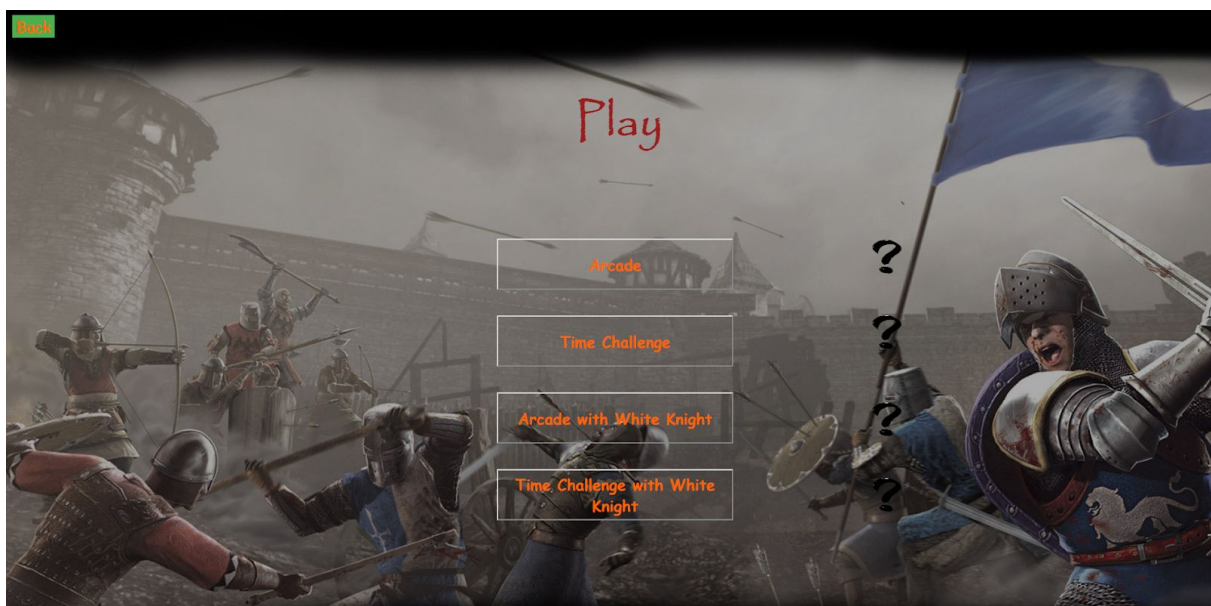 Back
Play
Arcade
?
Time Challenge
?
Arcade with White Knight
?
Time Challenge with White
Knight
?